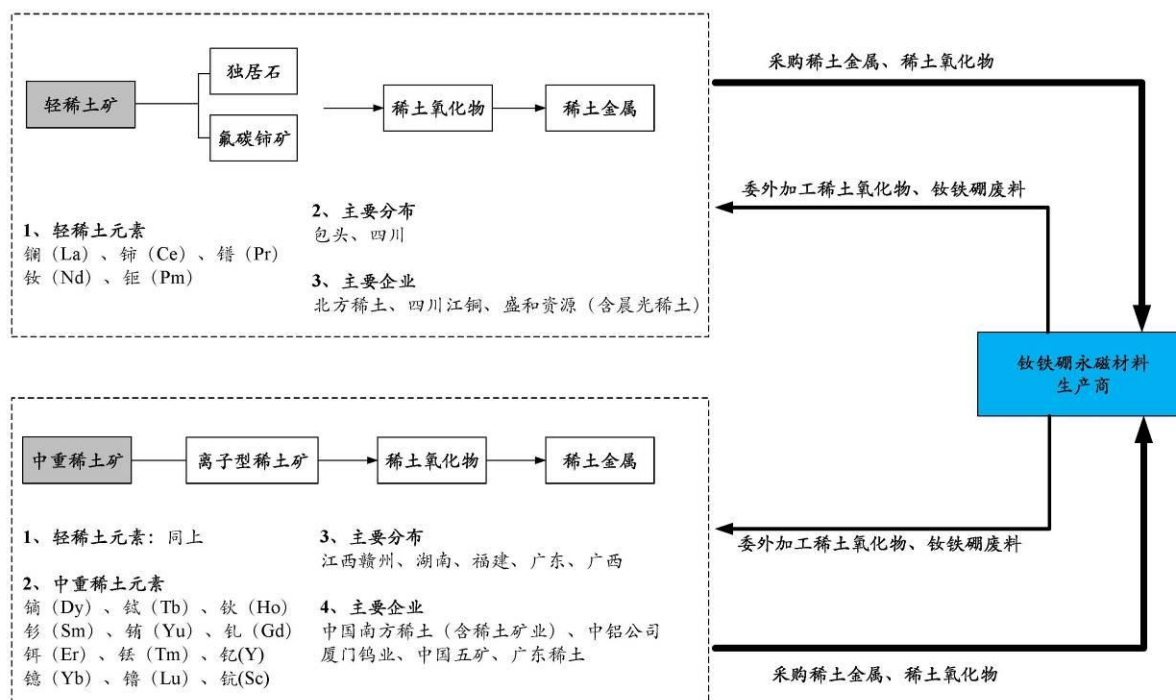 独居石
轻稀土矿
氟碳铈矿
稀土氧化物
稀土金属
采购稀土金属、稀土氧化物
委外加工稀土氧化物、钕铁硼废料
1、轻稀土元素
镧（La）、铈（Ce）、镨（Pr）
钕（Nd）、钷（Pm）
2、主要分布
包头、四川
3、主要企业
北方稀土、四川江铜、盛和资源（含晨光稀土）
钕铁硼永磁材料
生产商
中重稀土矿
离子型稀土矿
稀土氧化物
稀土金属
1、轻稀土元素：同上
2、中重稀土元素
镝（Dy）、铽（Tb）、钬（Ho）
钐（Sm）、铕（Yu）、钆（Gd）
铒（Er）、铥（Tm）、钇(Y)
镱（Yb）、镥（Lu）、钪(Sc)
3、主要分布
江西赣州、湖南、福建、广东、广西
4、主要企业
中国南方稀土（含稀土矿业）、中铝公司
厦门钨业、中国五矿、广东稀土
委外加工稀土氧化物、钕铁硼废料
采购稀土金属、稀土氧化物